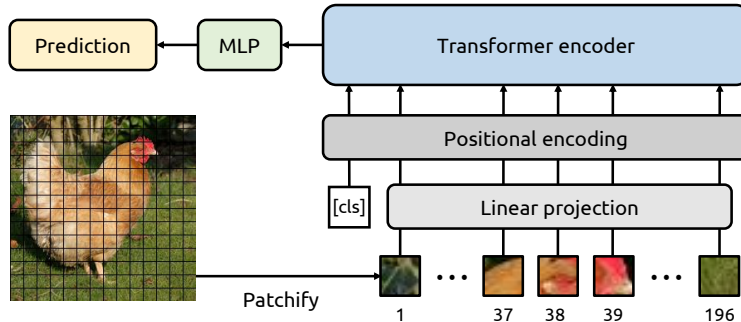 Prediction
MLP
Transformer encoder
Positional encoding
[cls]
Linear projection
Patchify
...
...
1
37
38
39
196